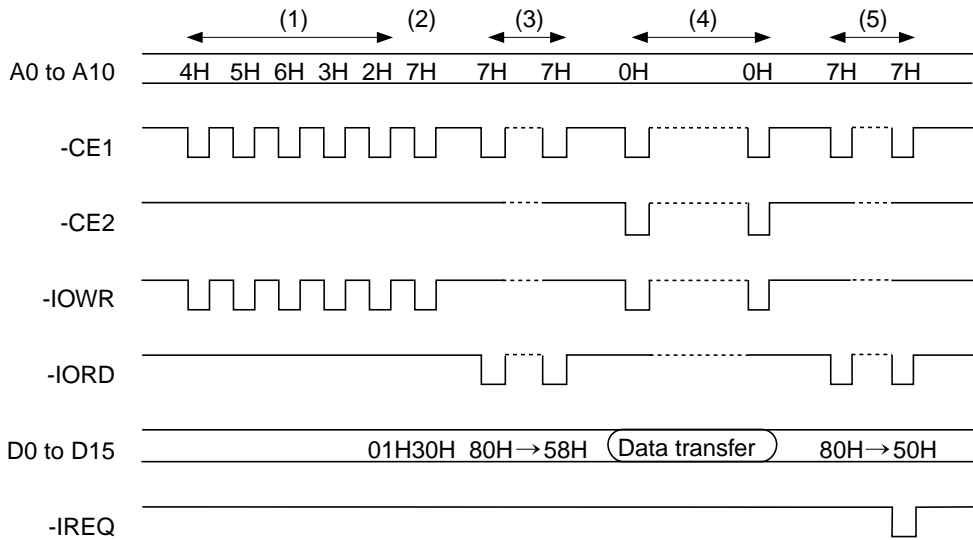 (1) (2) (3) (4) (5)
A0 to A10 4H 5H 6H 3H 2H 7H 7H 7H 0H 0H 7H 7H
-CE1
-CE2
-IOWR
-IORD
D0 to D15 01H30H 80H→58H Data transfer 80H→50H
-IREQ